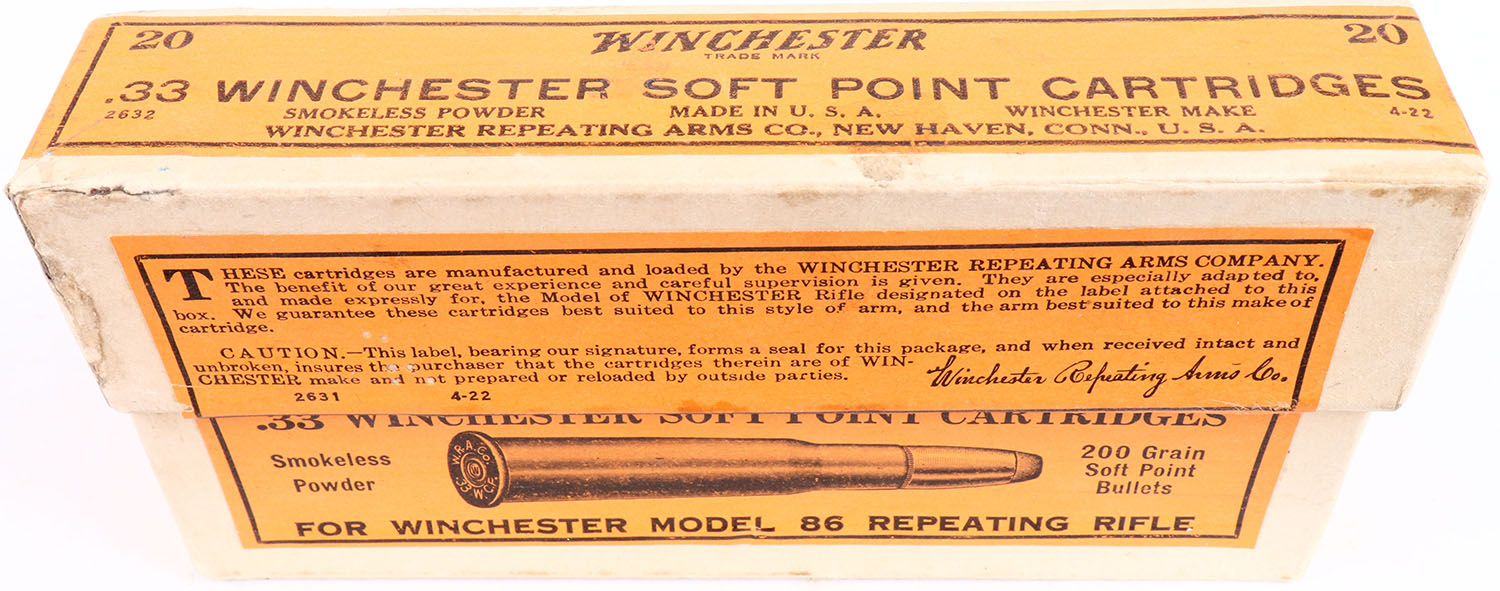 20 WINCHESTER 20
TRADE MARK
.33 WINCHESTER SOFT POINT CARTRIDGES
2632 SMOKELESS POWDER MADE IN U. S. A. WINCHESTER MAKE 4-22
WINCHESTER REPEATING ARMS CO., NEW HAVEN, CONN., U. S. A.
THESE cartridges are manufactured and loaded by the WINCHESTER REPEATING ARMS COMPANY.
The benefit of our great experience and careful supervision is given. They are especially adapted to,
and made expressly for, the Model of WINCHESTER Rifle designated on the label attached to this
box. We guarantee these cartridges best suited to this style of arm, and the arm best suited to this make of
cartridge.
CAUTION.—This label, bearing our signature, forms a seal for this package, and when received intact and
unbroken, insures the purchaser that the cartridges therein are of WIN-
CHESTER make and not prepared or reloaded by outside parties.
Winchester Repeating Arms Co.
2631 4-22
.33 WINCHESTER SOFT POINT CARTRIDGES
Smokeless
Powder
W.R.A.Co.
.33 W.C.F.
200 Grain
Soft Point
Bullets
FOR WINCHESTER MODEL 86 REPEATING RIFLE